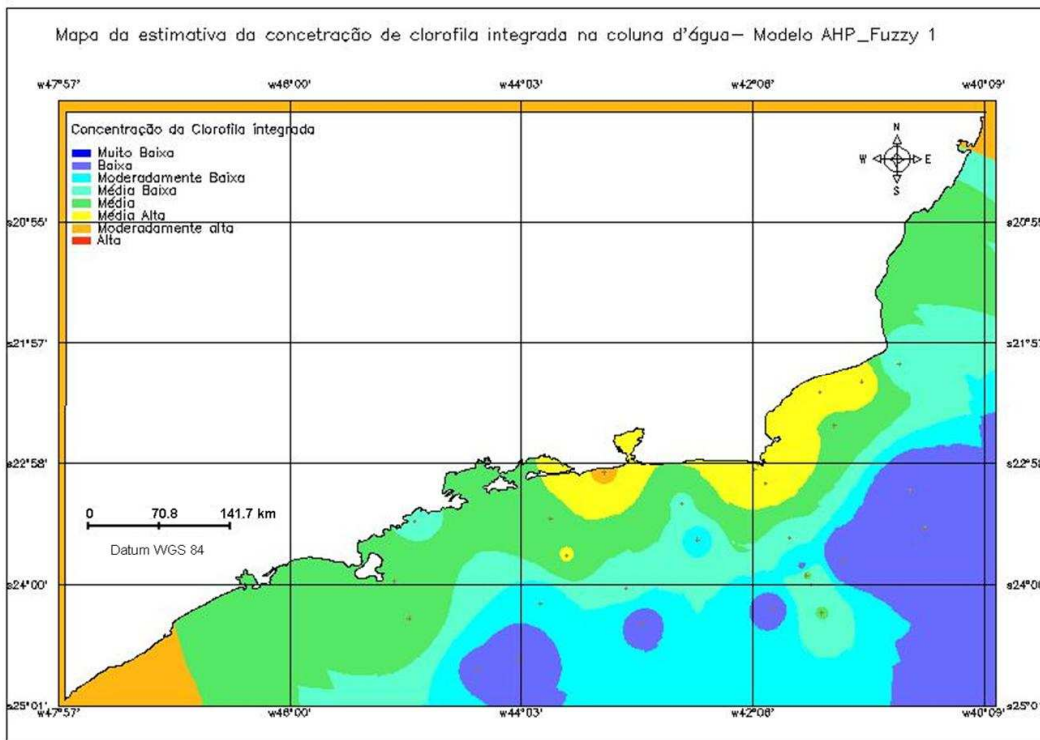 Mapa da estimativa da concetração de clorofila integrada na coluna d'água– Modelo AHP_Fuzzy 1
w47°57' w46°00' w44°03' w42°06' w40°09'
Concentração da Clorofila integrada
Muito Baixa
Baixa
Moderadamente Baixa
Média Baixa
Média
Média Alta
Moderadamente alta
Alta
N
W E
S
s20°55' s20°55'
s21°57' s21°57'
s22°58' s22°58'
0 70.8 141.7 km
Datum WGS 84
s24°00' s24°00'
s25°01' s25°01'
w47°57' w46°00' w44°03' w42°06' w40°09'